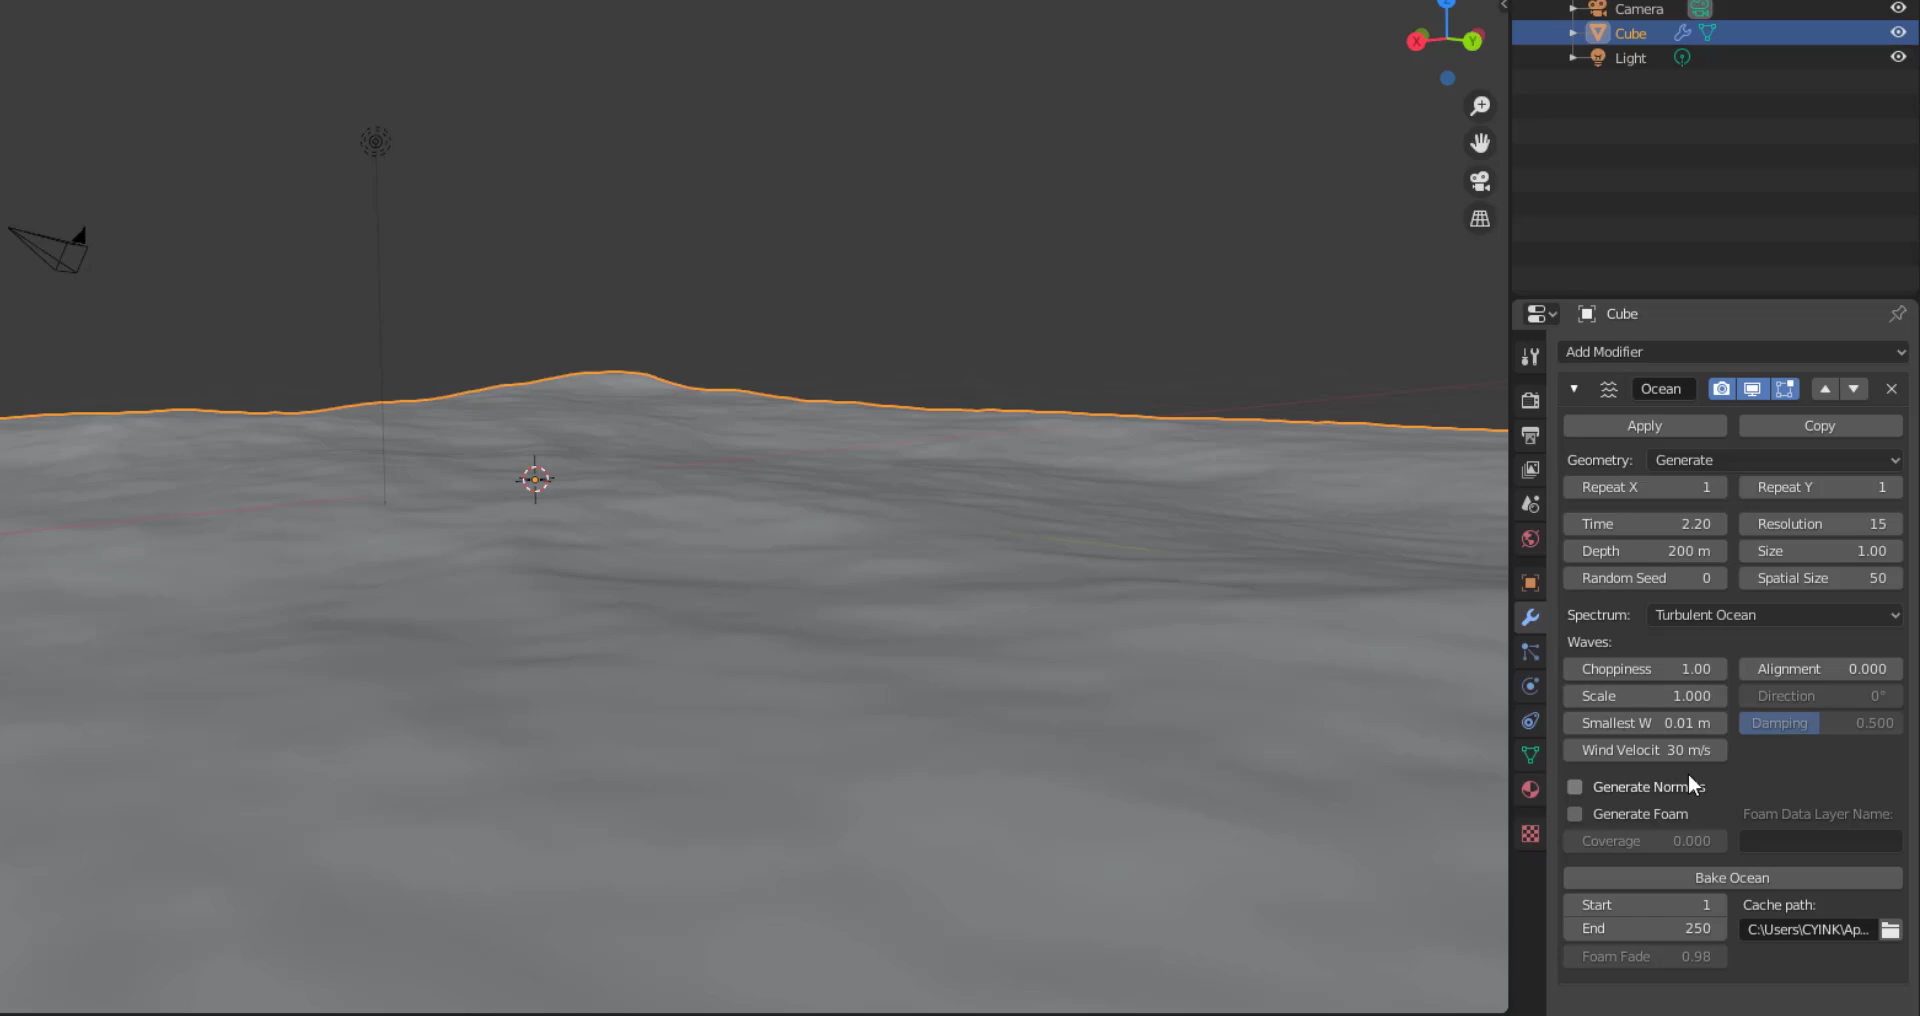 Camera
Cube
Light
X
Y
Z
Cube
Add Modifier
Ocean
Apply
Copy
Geometry: Generate
Repeat X 1
Repeat Y 1
Time 2.20
Resolution 15
Depth 200 m
Size 1.00
Random Seed 0
Spatial Size 50
Spectrum: Turbulent Ocean
Waves:
Choppiness 1.00
Alignment 0.000
Scale 1.000
Direction 0°
Smallest W 0.01 m
Damping 0.500
Wind Velocit 30 m/s
Generate Norm s
Generate Foam
Foam Data Layer Name:
Coverage 0.000
Bake Ocean
Start 1
Cache path:
End 250
C:\Users\CYINK\Ap...
Foam Fade 0.98